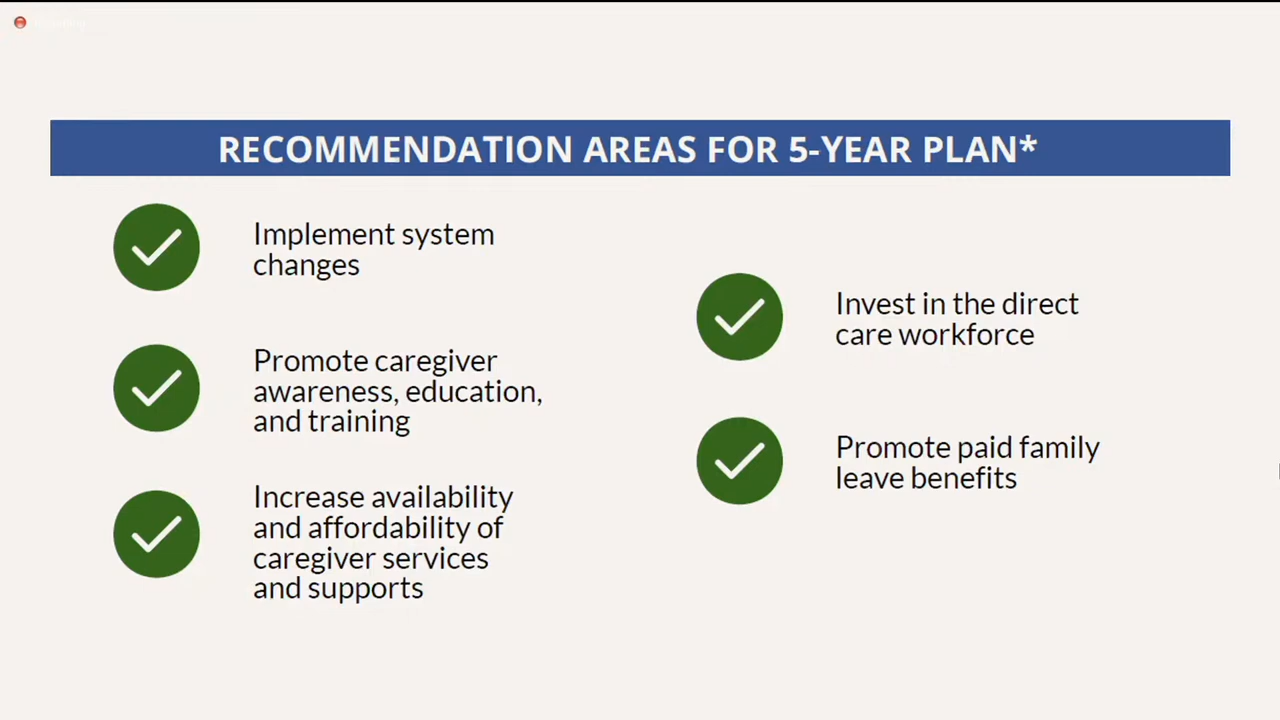 RECOMMENDATION AREAS FOR 5-YEAR PLAN*
Implement system
changes
Promote caregiver
awareness, education,
and training
Increase availability
and affordability of
caregiver services
and supports
Invest in the direct
care workforce
Promote paid family
leave benefits